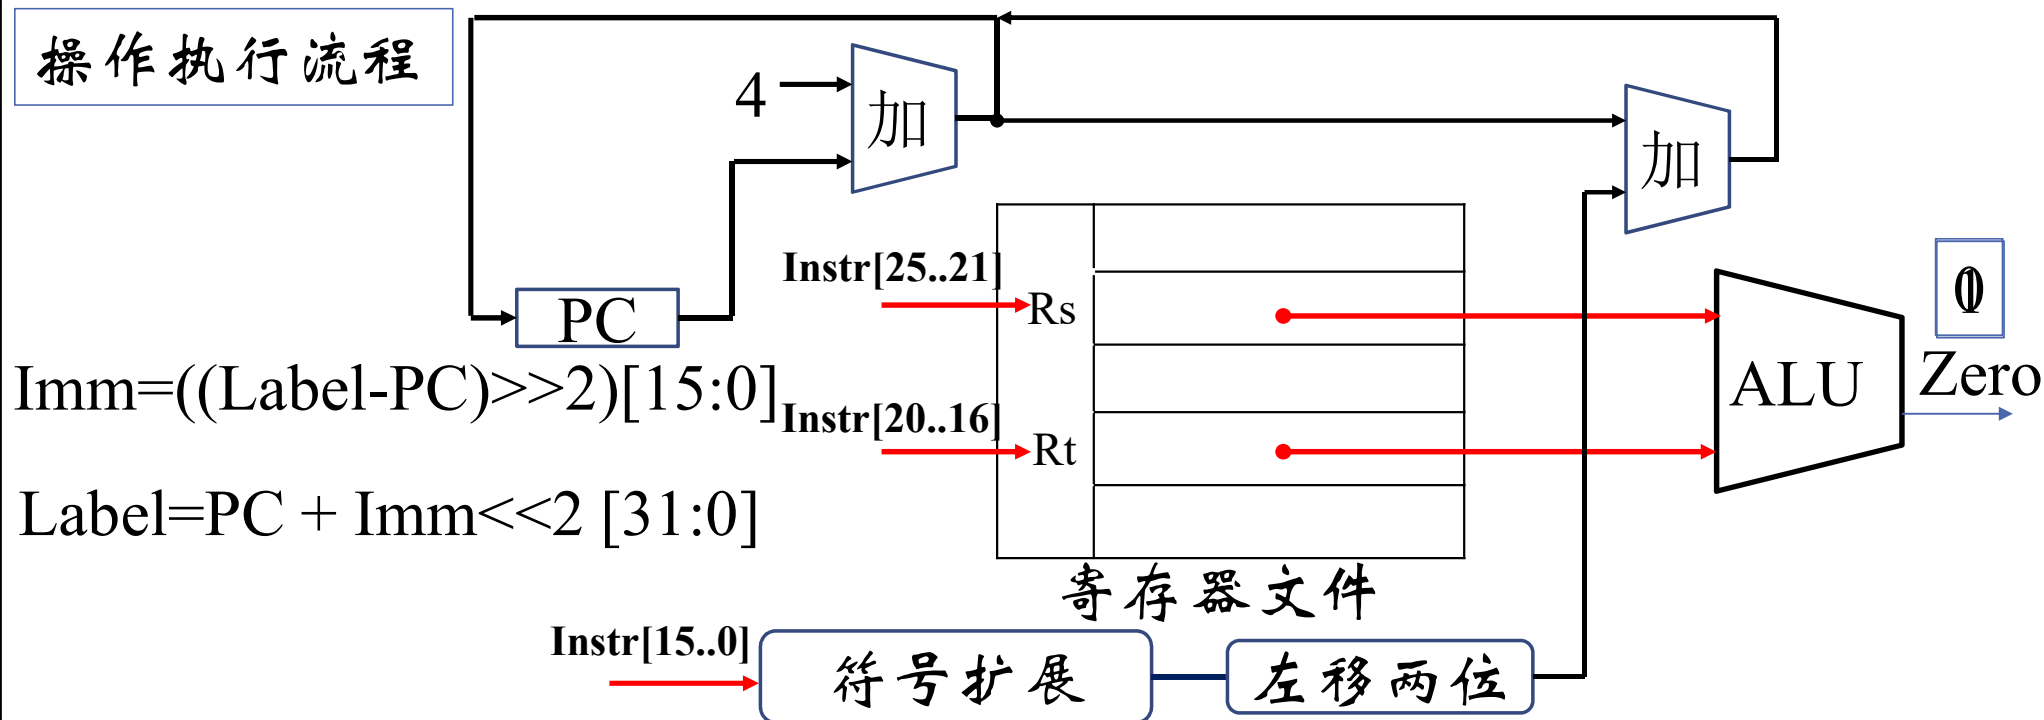 操作执行流程
4
加
加
Instr[25..21]
Rs
PC
ALU
Zero
Imm=((Label-PC)>>2)[15:0]
Instr[20..16]
Rt
Label=PC + Imm<<2 [31:0]
寄存器文件
Instr[15..0]
符号扩展
左移两位